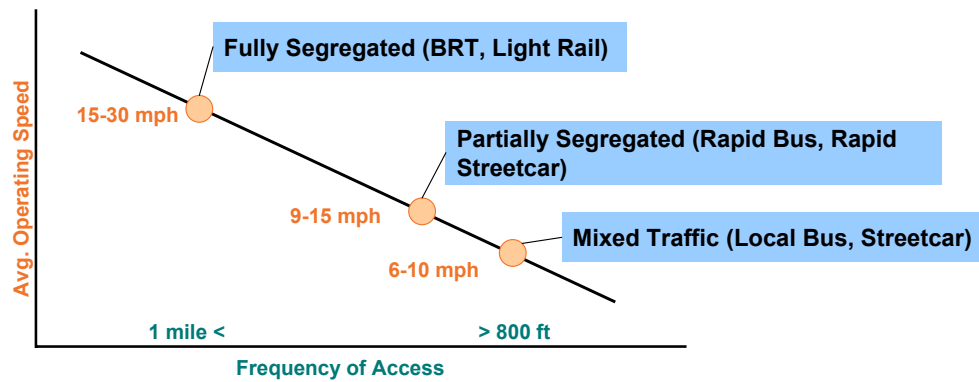 Fully Segregated (BRT, Light Rail)
15-30 mph
Partially Segregated (Rapid Bus, Rapid
Streetcar)
9-15 mph
Mixed Traffic (Local Bus, Streetcar)
6-10 mph
Avg. Operating Speed
1 mile <
> 800 ft
Frequency of Access